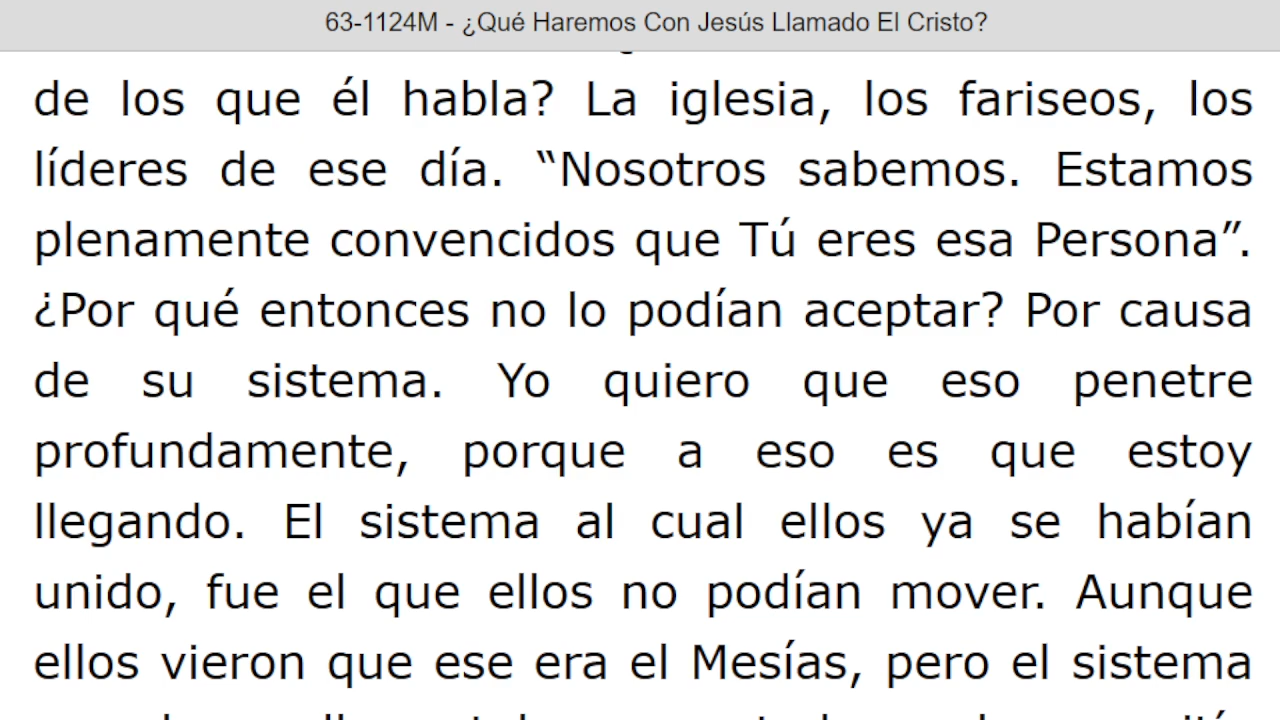 63-1124M - ¿Qué Haremos Con Jesús Llamado El Cristo?
de los que él habla? La iglesia, los fariseos, los
líderes de ese día. “Nosotros sabemos. Estamos
plenamente convencidos que Tú eres esa Persona”.
¿Por qué entonces no lo podían aceptar? Por causa
de su sistema. Yo quiero que eso penetre
profundamente, porque a eso es que estoy
llegando. El sistema al cual ellos ya se habían
unido, fue el que ellos no podían mover. Aunque
ellos vieron que ese era el Mesías, pero el sistema